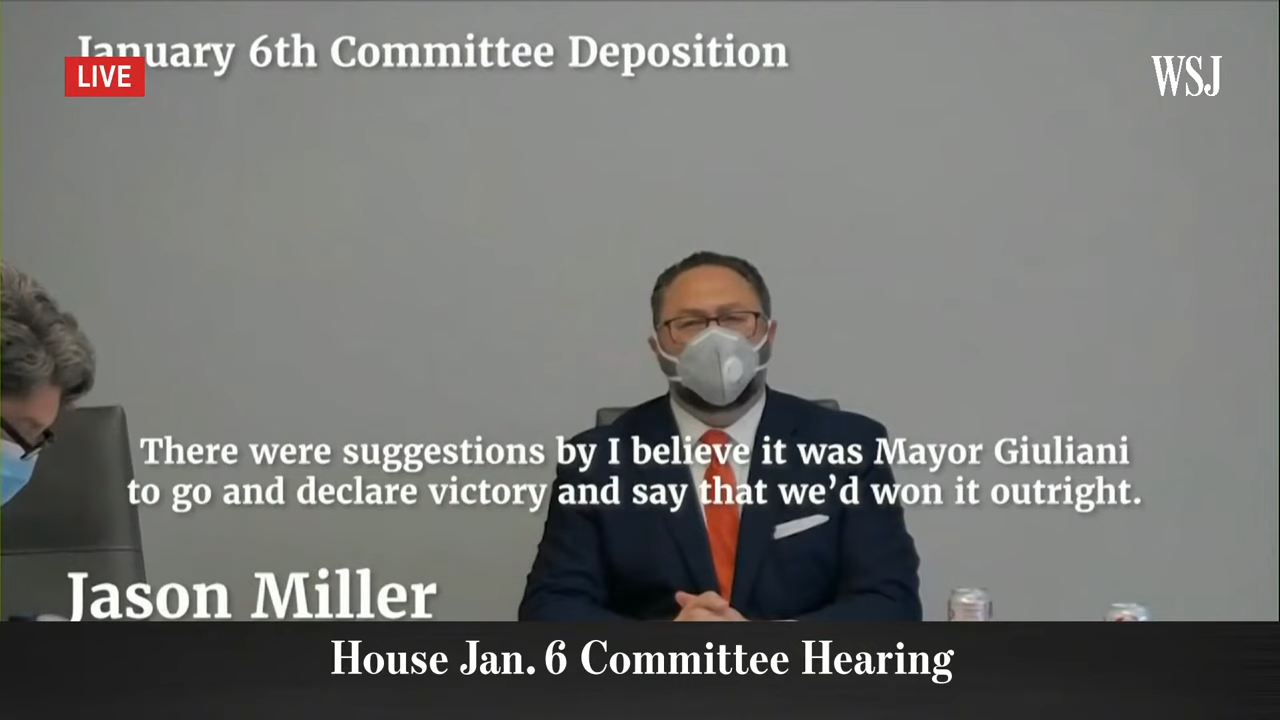 January 6th Committee Deposition
LIVE
WSJ
There were suggestions by I believe it was Mayor Giuliani
to go and declare victory and say that we’d won it outright.
Jason Miller
House Jan. 6 Committee Hearing